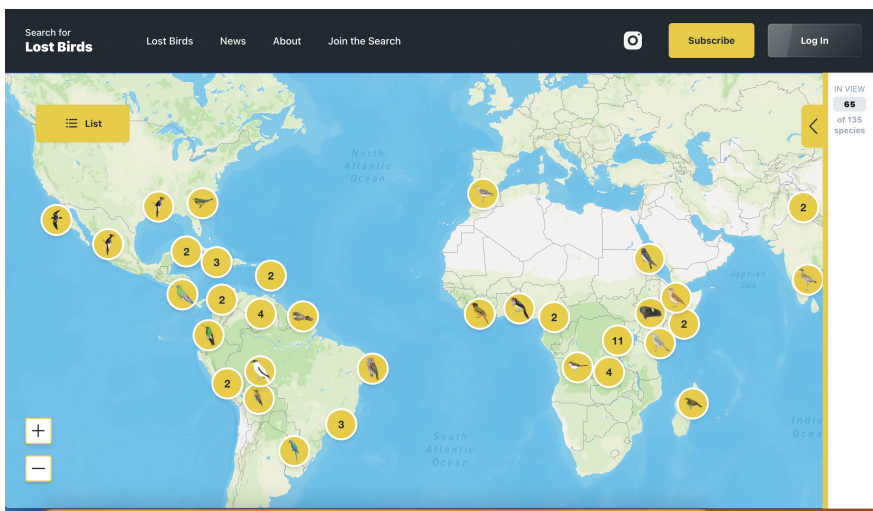 Search for
Lost Birds
Lost Birds
News
About
Join the Search
Subscribe
Log In
List
IN VIEW
65
of 135
species
North
Atlantic
Ocean
2
3
2
2
4
2
3
2
2
11
4
2
Arabian
Sea
South
Atlantic
Ocean
India
Ocea